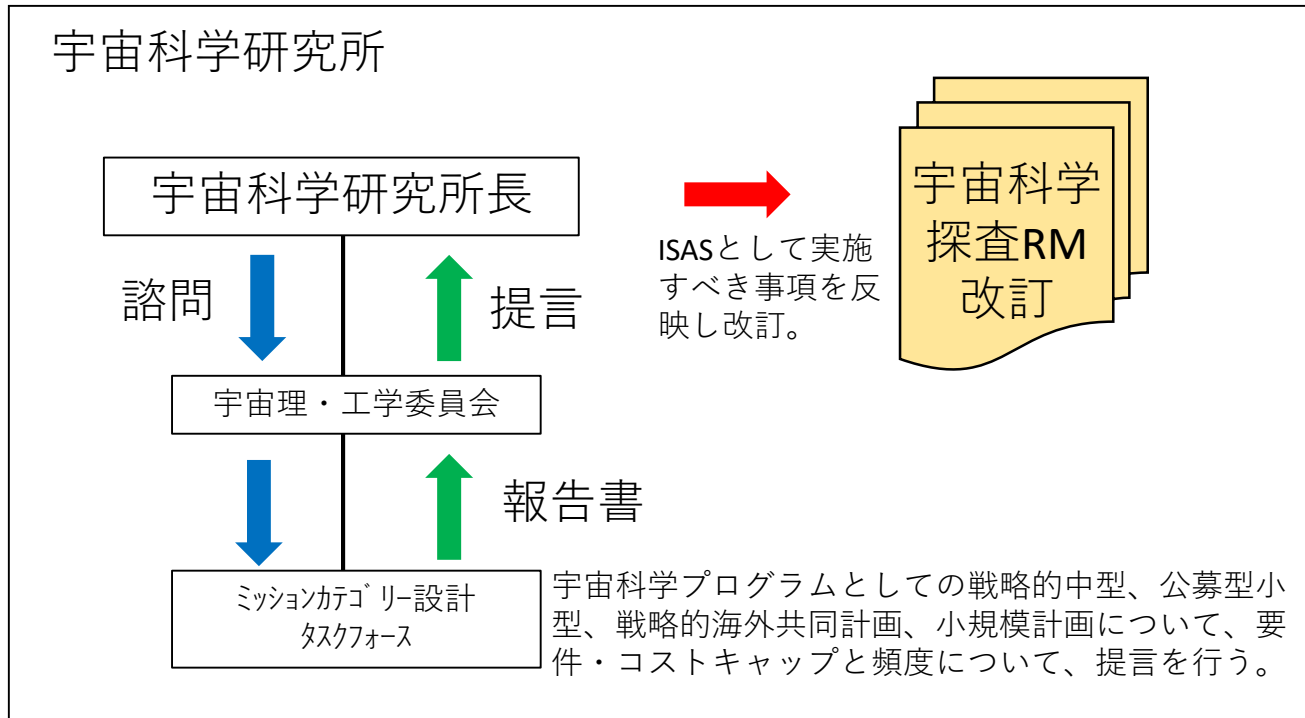 宇宙科学研究所
宇宙科学研究所長
諮問
提言
宇宙理・工学委員会
報告書
ﾐｯｼｮﾝｶﾃｺﾞﾘｰ設計
ﾀｽｸﾌｫｰｽ
ISASとして実施
すべき事項を反
映し改訂。
宇宙科学
探査RM
改訂
宇宙科学プログラムとしての戦略的中型、公募型小
型、戦略的海外共同計画、小規模計画について、要
件・コストキャップと頻度について、提言を行う。